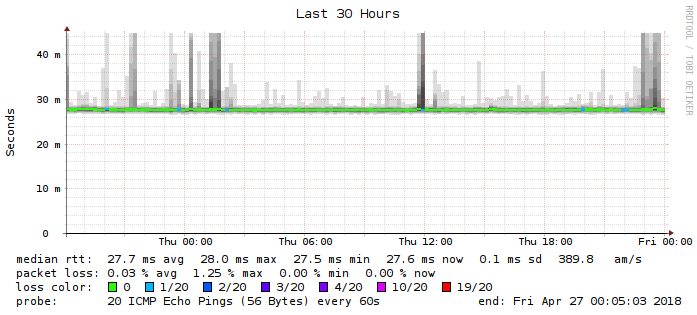 Last 30 Hours
RRDTOOL / TOBI OETIKER
Seconds
40 m
30 m
20 m
10 m
0
Thu 00:00 Thu 06:00 Thu 12:00 Thu 18:00 Fri 00:00
median rtt: 27.7 ms avg 28.0 ms max 27.5 ms min 27.6 ms now 0.1 ms sd 389.8 am/s
packet loss: 0.03 % avg 1.25 % max 0.00 % min 0.00 % now
loss color: 0 1/20 2/20 3/20 4/20 10/20 19/20
probe: 20 ICMP Echo Pings (56 Bytes) every 60s end: Fri Apr 27 00:05:03 2018